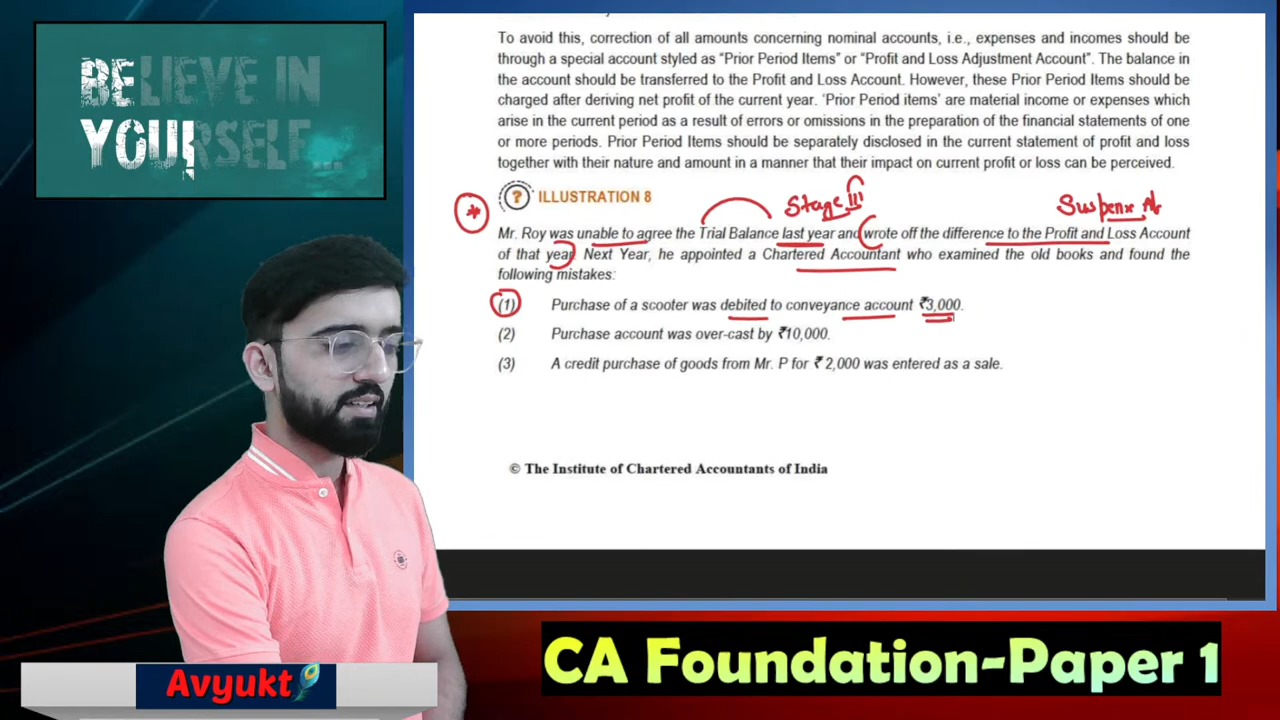 BELIEVE IN
YOURSELF...
To avoid this, correction of all amounts concerning nominal accounts, i.e., expenses and incomes should be
through a special account styled as “Prior Period Items” or “Profit and Loss Adjustment Account”. The balance in
the account should be transferred to the Profit and Loss Account. However, these Prior Period Items should be
charged after deriving net profit of the current year. ‘Prior Period items’ are material income or expenses which
arise in the current period as a result of errors or omissions in the preparation of the financial statements of one
or more periods. Prior Period Items should be separately disclosed in the current statement of profit and loss
together with their nature and amount in a manner that their impact on current profit or loss can be perceived.
? ILLUSTRATION 8
* Stage III Suspense A/c
Mr. Roy was unable to agree the Trial Balance last year and wrote off the difference to the Profit and Loss Account
of that year. Next Year, he appointed a Chartered Accountant who examined the old books and found the
following mistakes:
(1) Purchase of a scooter was debited to conveyance account ₹3,000.
(2) Purchase account was over-cast by ₹10,000.
(3) A credit purchase of goods from Mr. P for ₹ 2,000 was entered as a sale.
© The Institute of Chartered Accountants of India
Avyukt
CA Foundation-Paper 1